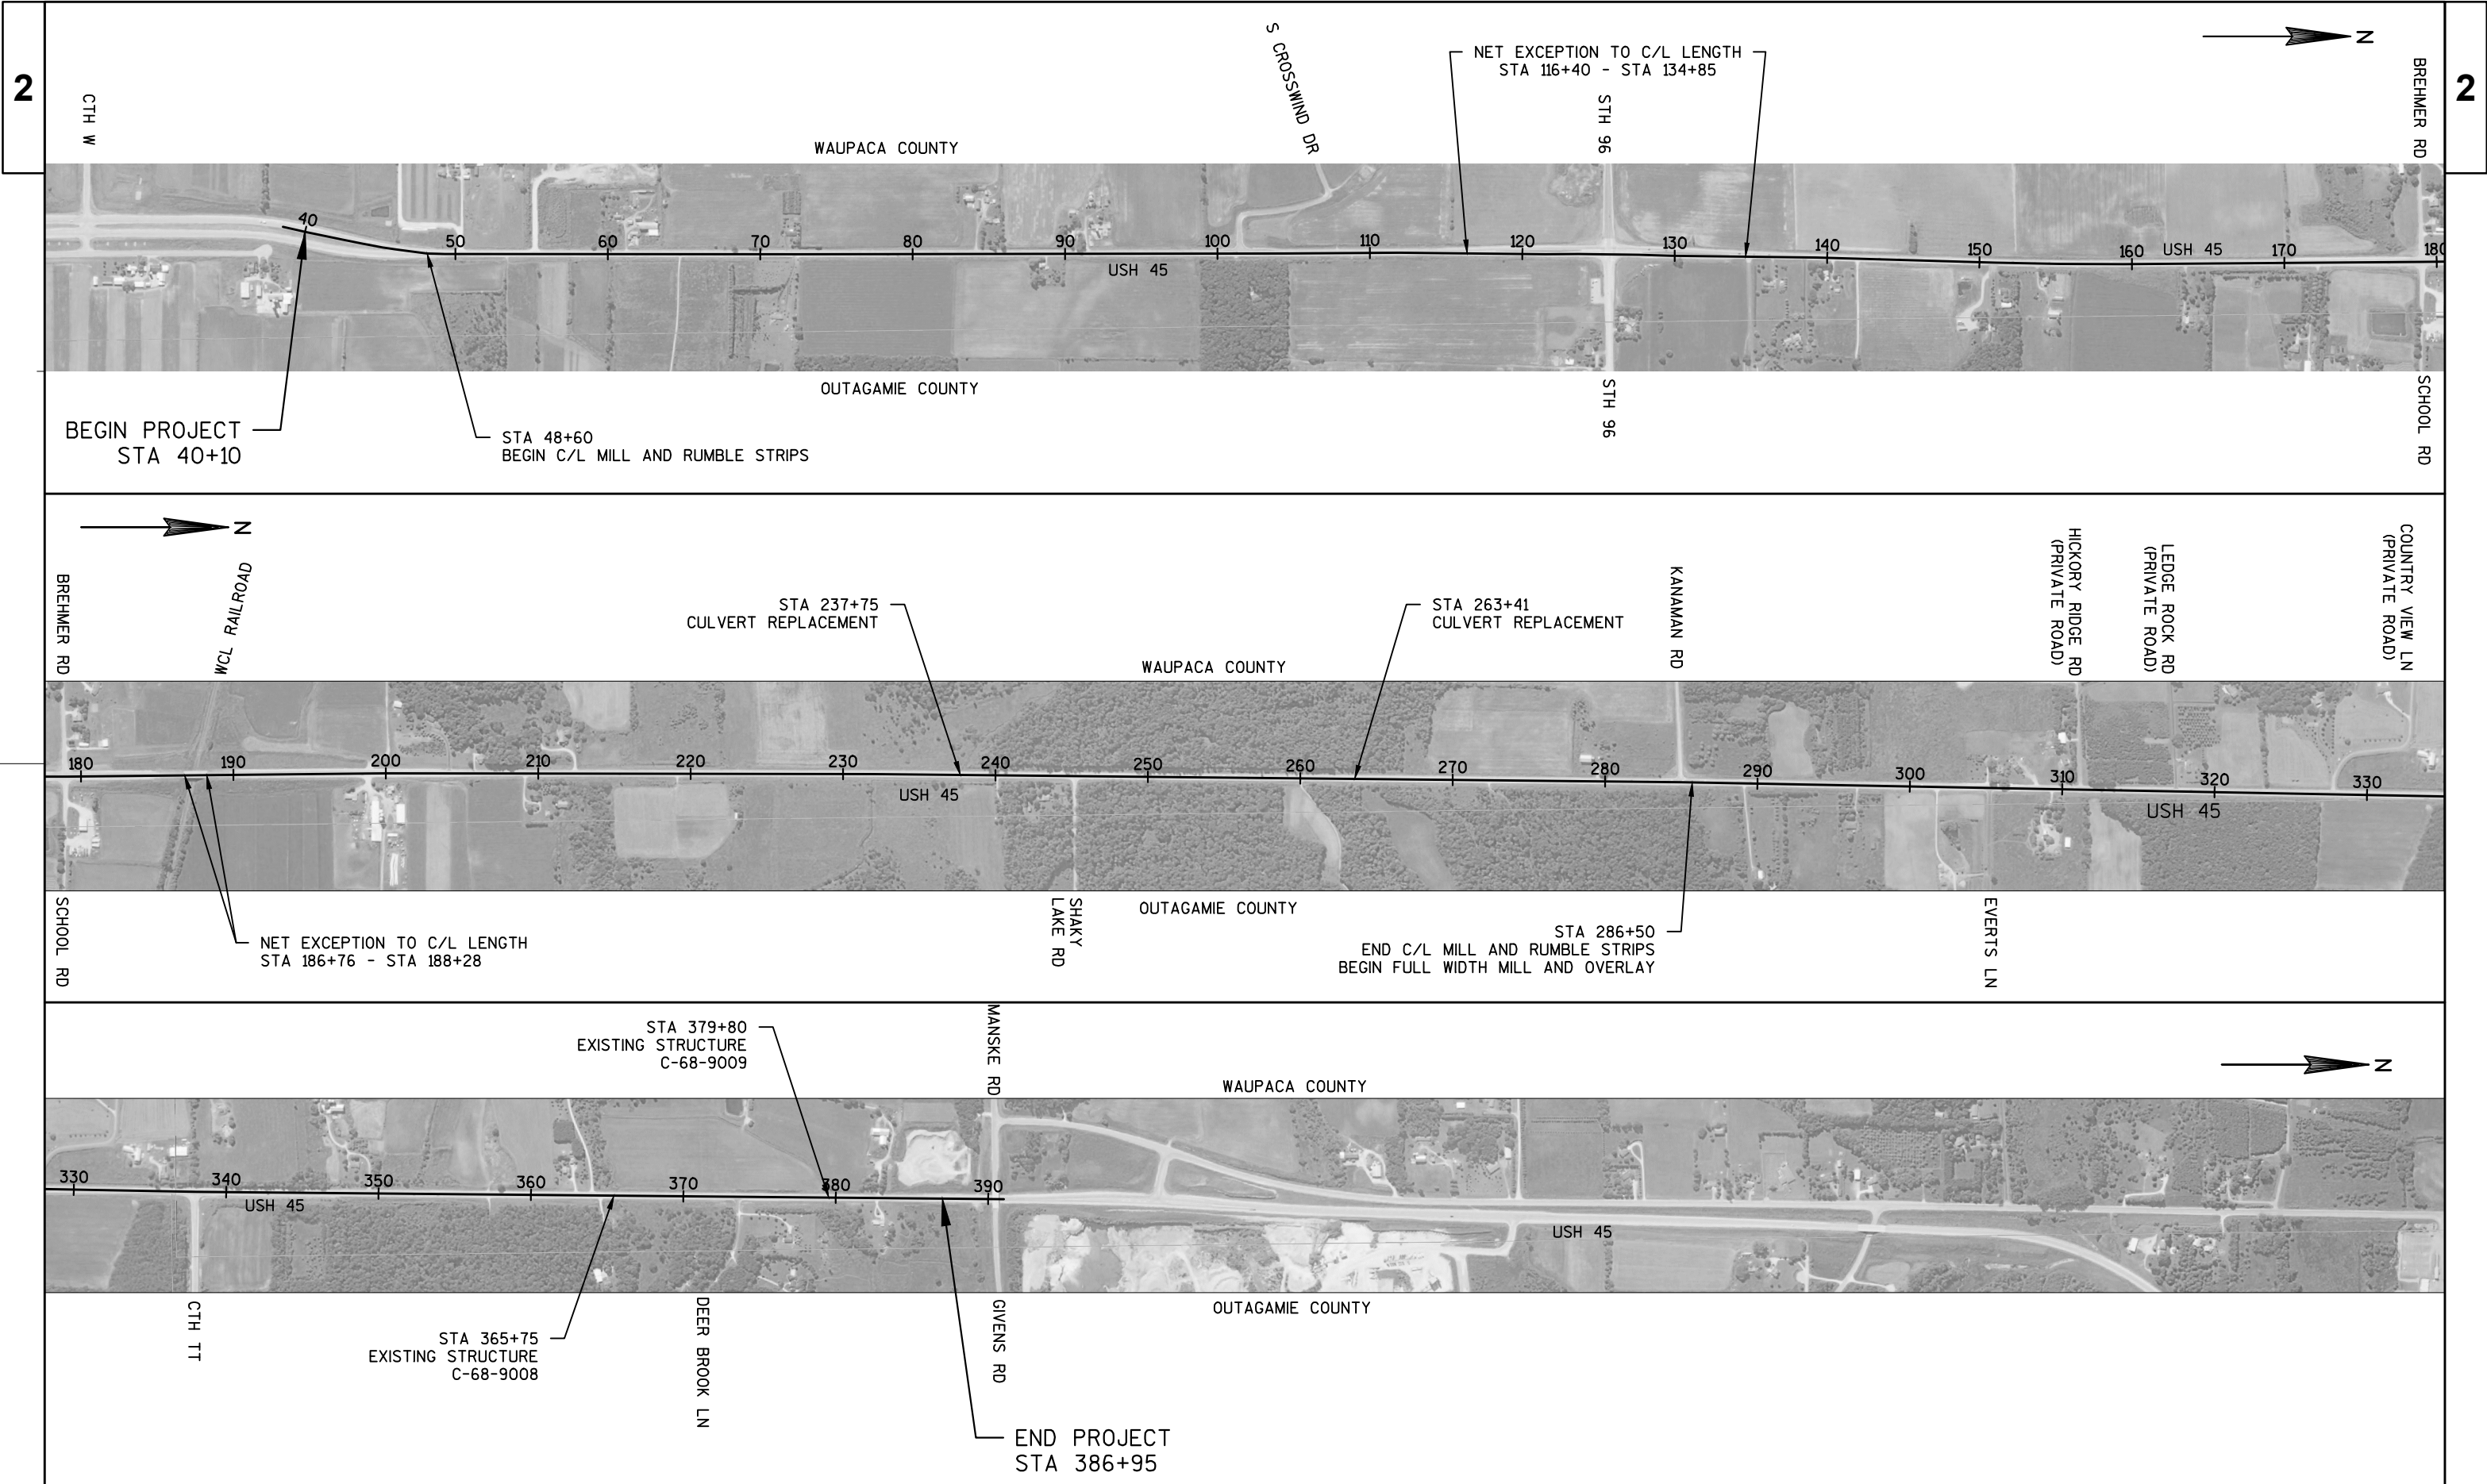 2
2
N
S CROSSWIND DR
NET EXCEPTION TO C/L LENGTH
STA 116+40 - STA 134+85
CTH W
STH 96
BREHMER RD
WAUPACA COUNTY
40
50
60
70
80
90
100
110
120
130
140
150
160
USH 45
170
180
USH 45
OUTAGAMIE COUNTY
STH 96
SCHOOL RD
BEGIN PROJECT
STA 40+10
STA 48+60
BEGIN C/L MILL AND RUMBLE STRIPS
N
BREHMER RD
WCL RAILROAD
STA 237+75
CULVERT REPLACEMENT
STA 263+41
CULVERT REPLACEMENT
KANAMAN RD
HICKORY RIDGE RD
(PRIVATE ROAD)
LEDGE ROCK RD
(PRIVATE ROAD)
COUNTRY VIEW LN
(PRIVATE ROAD)
WAUPACA COUNTY
180
190
200
210
220
230
240
250
260
270
280
290
300
310
320
330
USH 45
USH 45
SCHOOL RD
SHAKY
LAKE RD
OUTAGAMIE COUNTY
EVERTS LN
NET EXCEPTION TO C/L LENGTH
STA 186+76 - STA 188+28
STA 286+50
END C/L MILL AND RUMBLE STRIPS
BEGIN FULL WIDTH MILL AND OVERLAY
STA 379+80
EXISTING STRUCTURE
C-68-9009
MANSKE RD
N
WAUPACA COUNTY
330
340
350
360
370
380
390
USH 45
USH 45
CTH TT
DEER BROOK LN
GIVENS RD
OUTAGAMIE COUNTY
STA 365+75
EXISTING STRUCTURE
C-68-9008
END PROJECT
STA 386+95